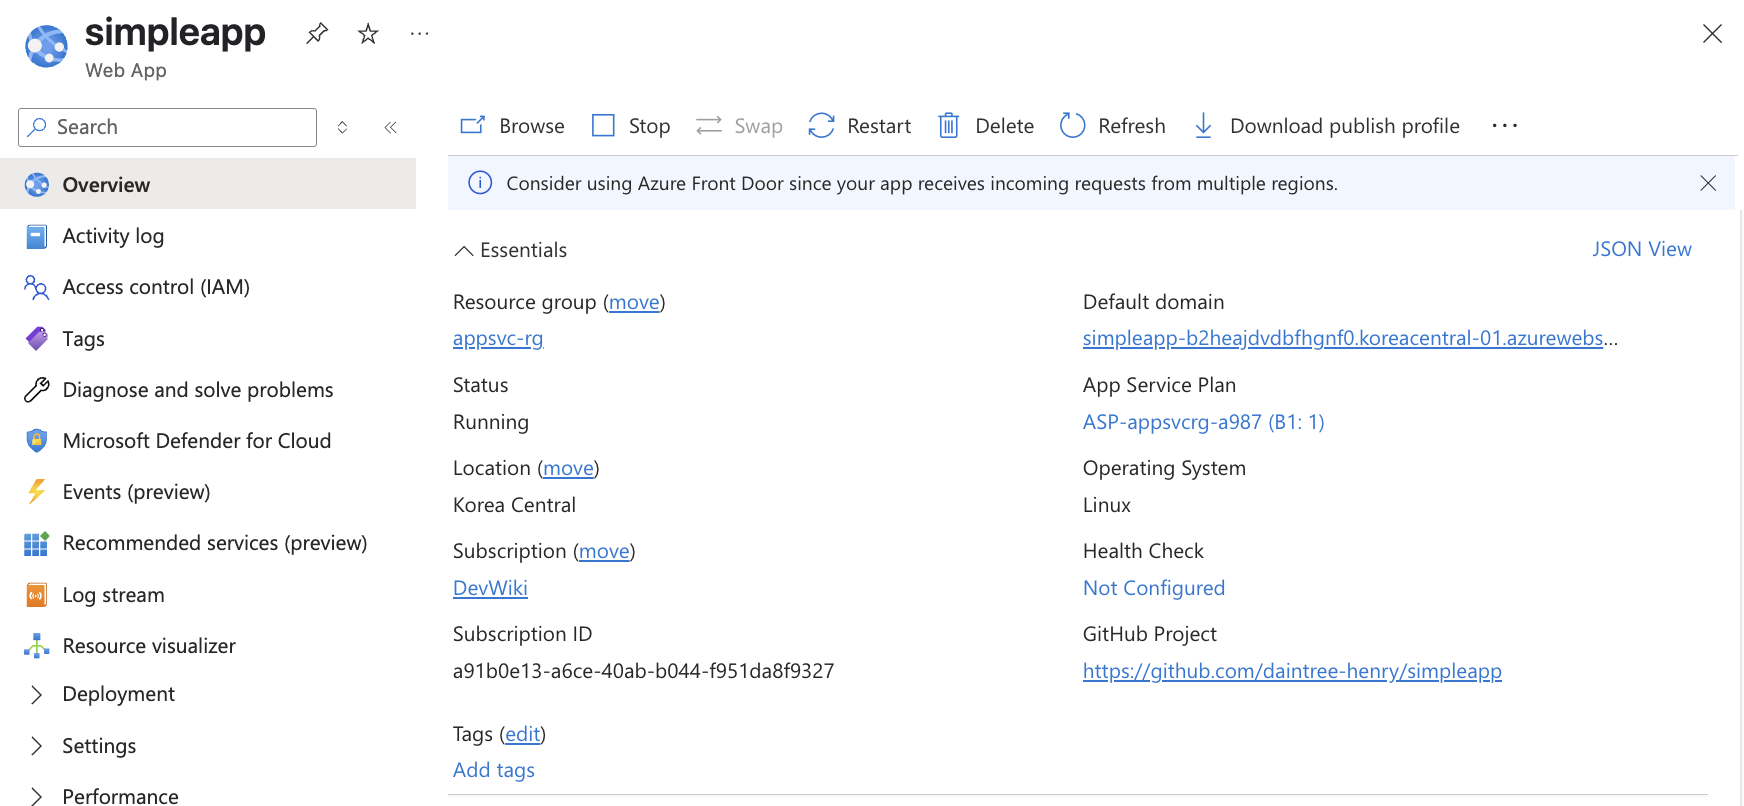 simpleapp
Web App
Search
Overview
Activity log
Access control (IAM)
Tags
Diagnose and solve problems
Microsoft Defender for Cloud
Events (preview)
Recommended services (preview)
Log stream
Resource visualizer
Deployment
Settings
Performance
Browse Stop Swap Restart Delete Refresh Download publish profile
Consider using Azure Front Door since your app receives incoming requests from multiple regions.
Essentials
JSON View
Resource group (move)
appsvc-rg
Status
Running
Location (move)
Korea Central
Subscription (move)
DevWiki
Subscription ID
a91b0e13-a6ce-40ab-b044-f951da8f9327
Default domain
simpleapp-b2heajdvdbfhgnf0.koreacentral-01.azurewebs...
App Service Plan
ASP-appsvcrg-a987 (B1: 1)
Operating System
Linux
Health Check
Not Configured
GitHub Project
https://github.com/daintree-henry/simpleapp
Tags (edit)
Add tags